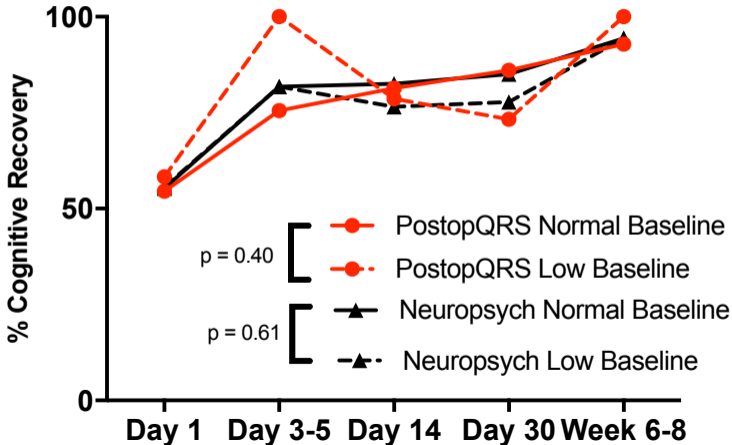 100
50
0
% Cognitive Recovery
PostopQRS Normal Baseline
p = 0.40
PostopQRS Low Baseline
Neuropsych Normal Baseline
p = 0.61
Neuropsych Low Baseline
Day 1 Day 3-5 Day 14 Day 30 Week 6-8